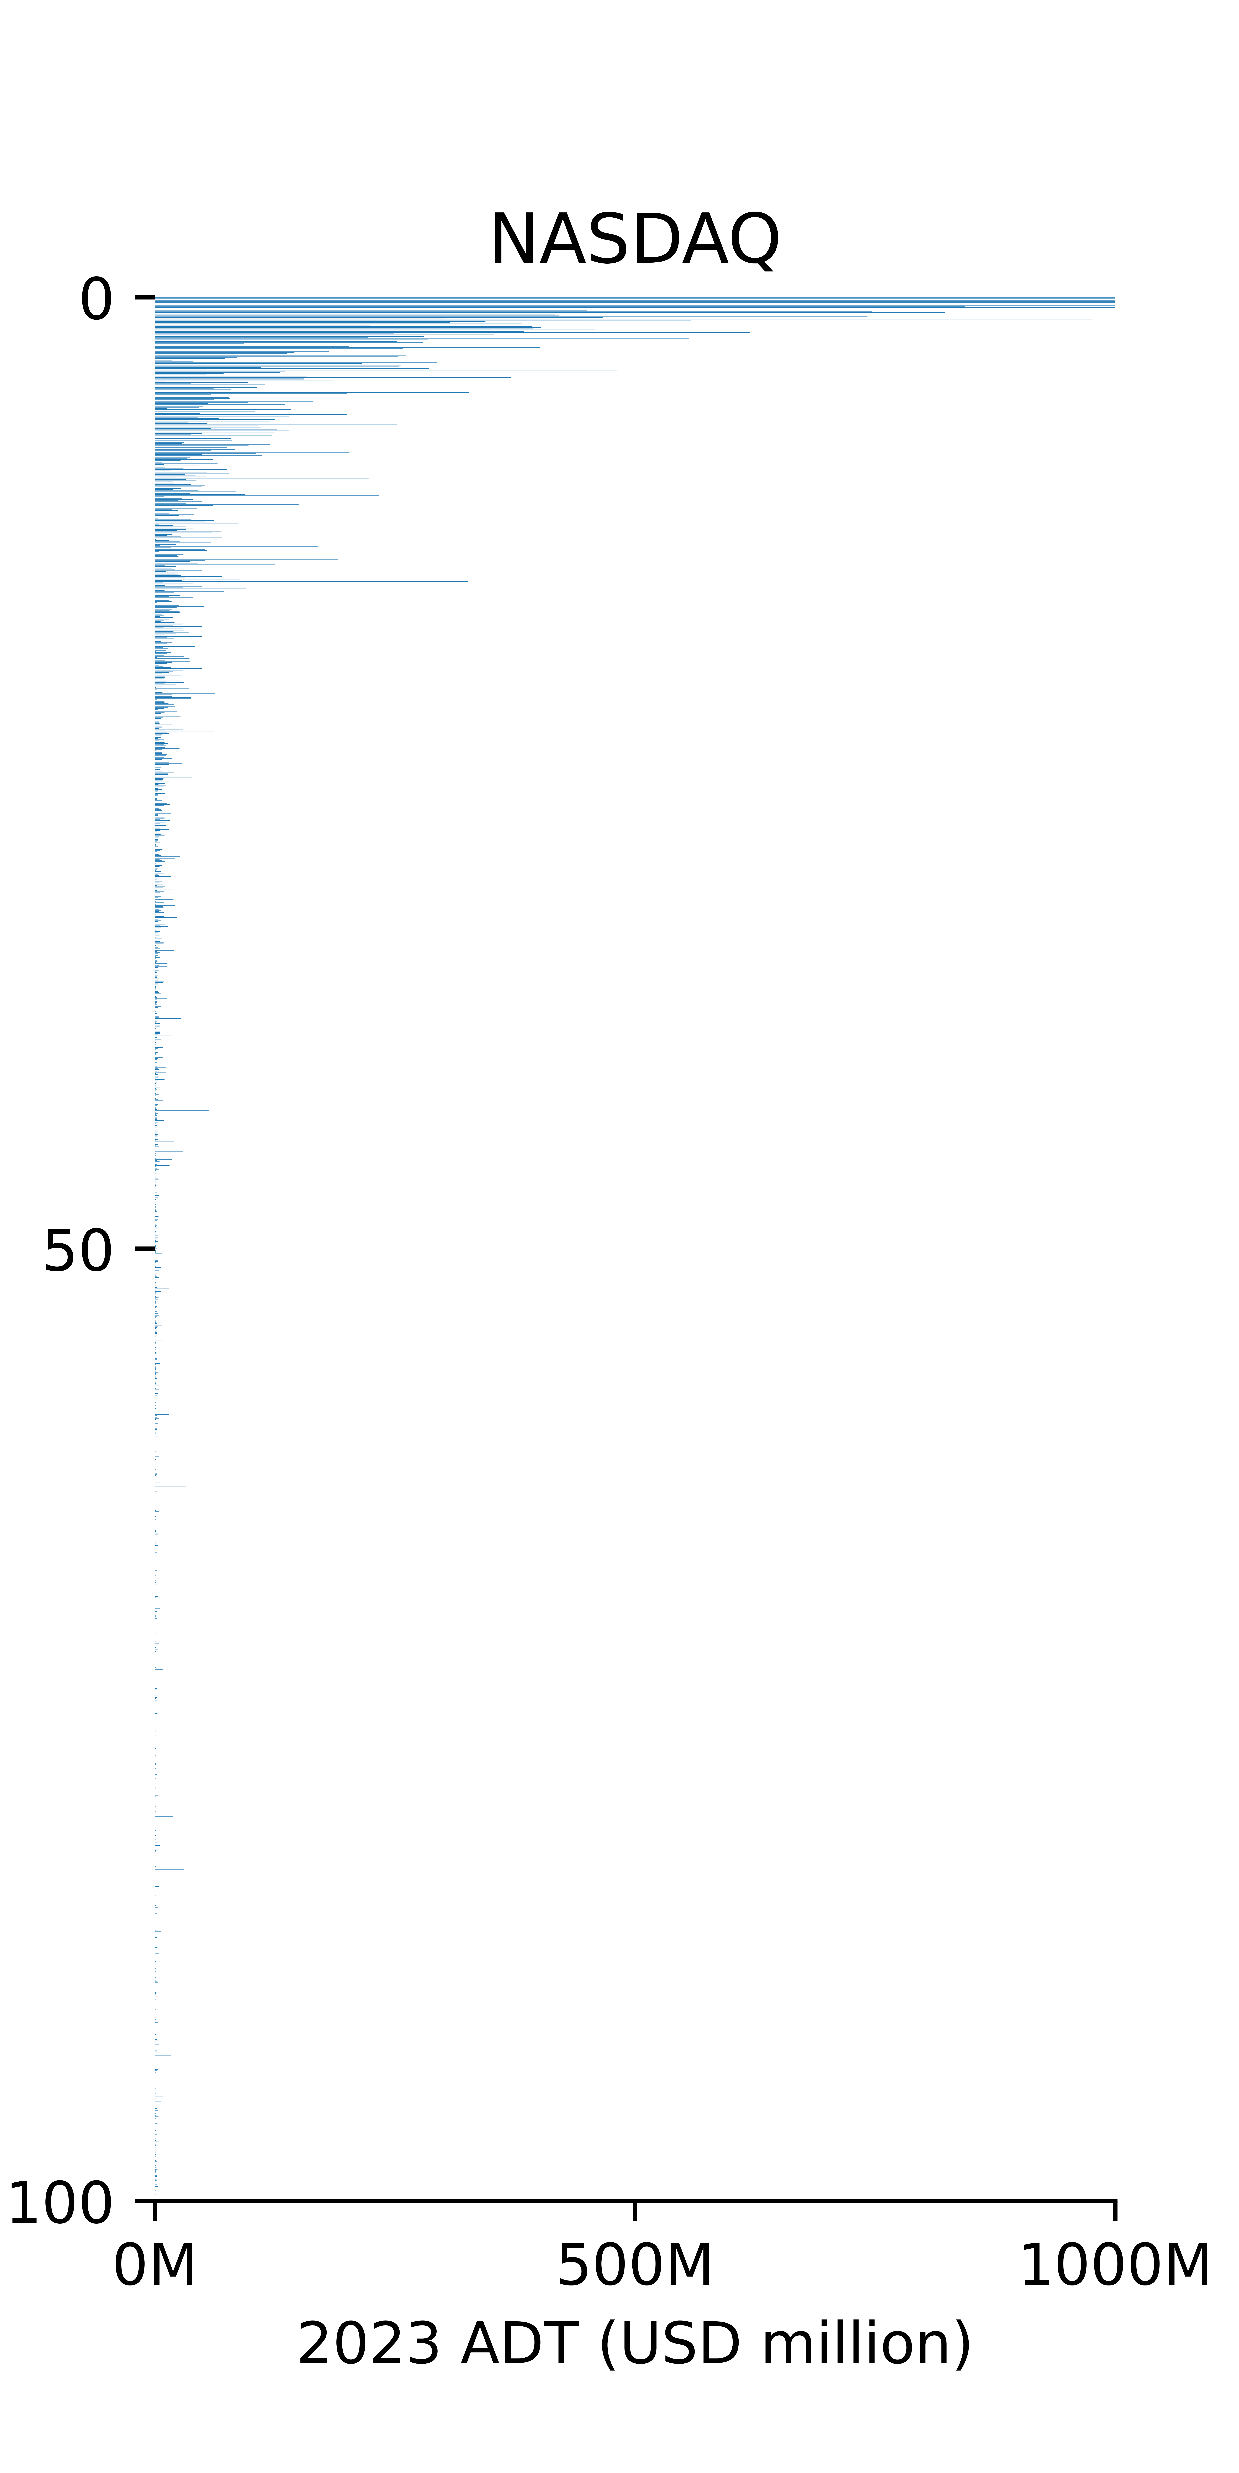 NASDAQ
0
50
100
0M 500M 1000M
2023 ADT (USD million)